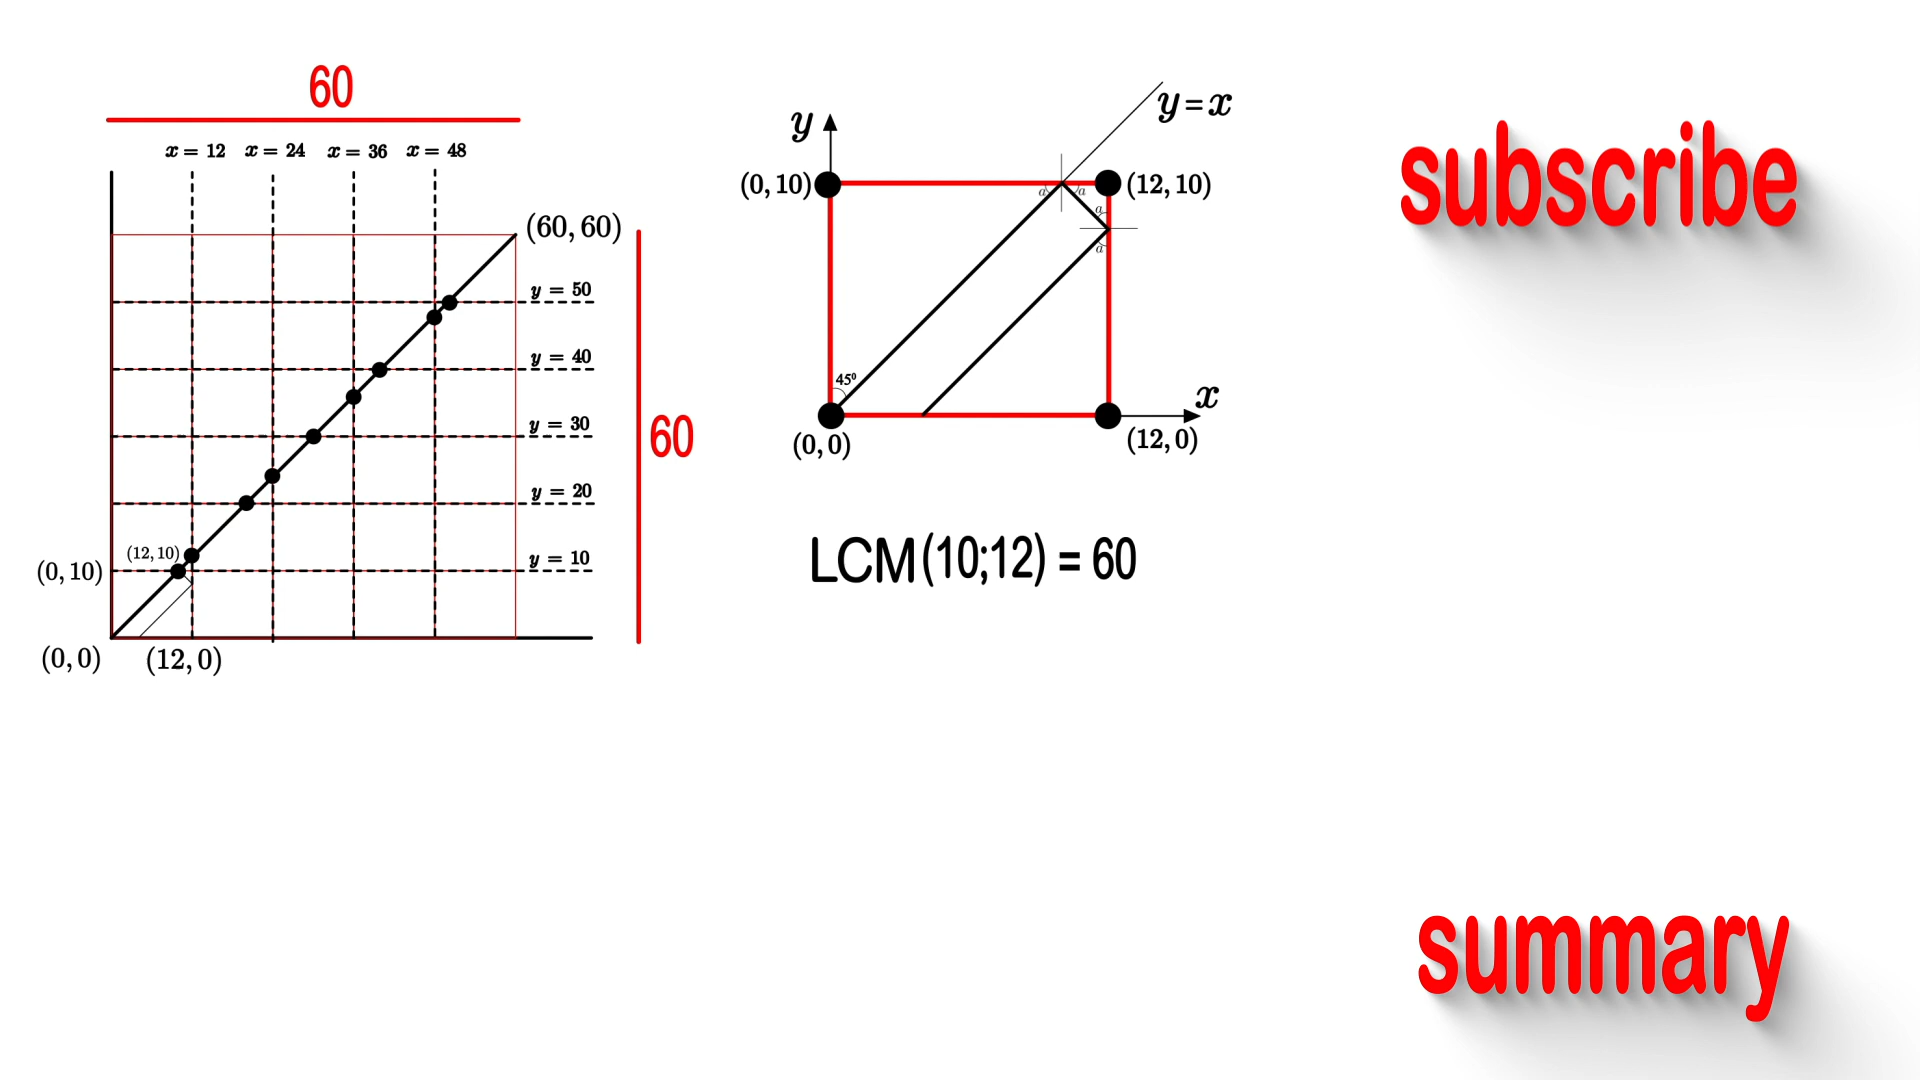 60
x = 12 x = 24 x = 36 x = 48
(60, 60)
y = 50
y = 40
y = 30
y = 20
y = 10
(12, 10)
(0, 10)
(0, 0)
(12, 0)
60
y
y = x
(0, 10)
(12, 10)
a a
a
a
45⁰
x
(0, 0)
(12, 0)
LCM(10;12) = 60
subscribe
summary